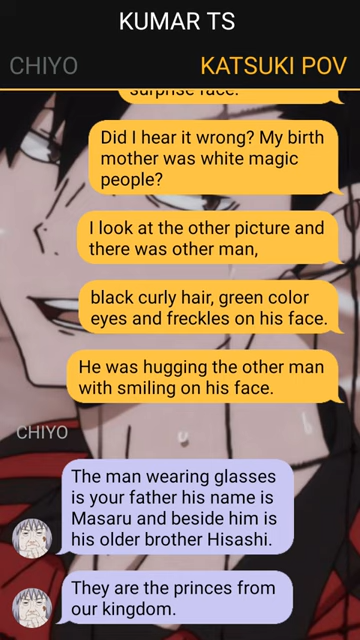 KUMAR TS
CHIYO
KATSUKI POV
surprise face.
Did I hear it wrong? My birth
mother was white magic
people?
I look at the other picture and
there was other man,
black curly hair, green color
eyes and freckles on his face.
He was hugging the other man
with smiling on his face.
CHIYO
The man wearing glasses
is your father his name is
Masaru and beside him is
his older brother Hisashi.
They are the princes from
our kingdom.